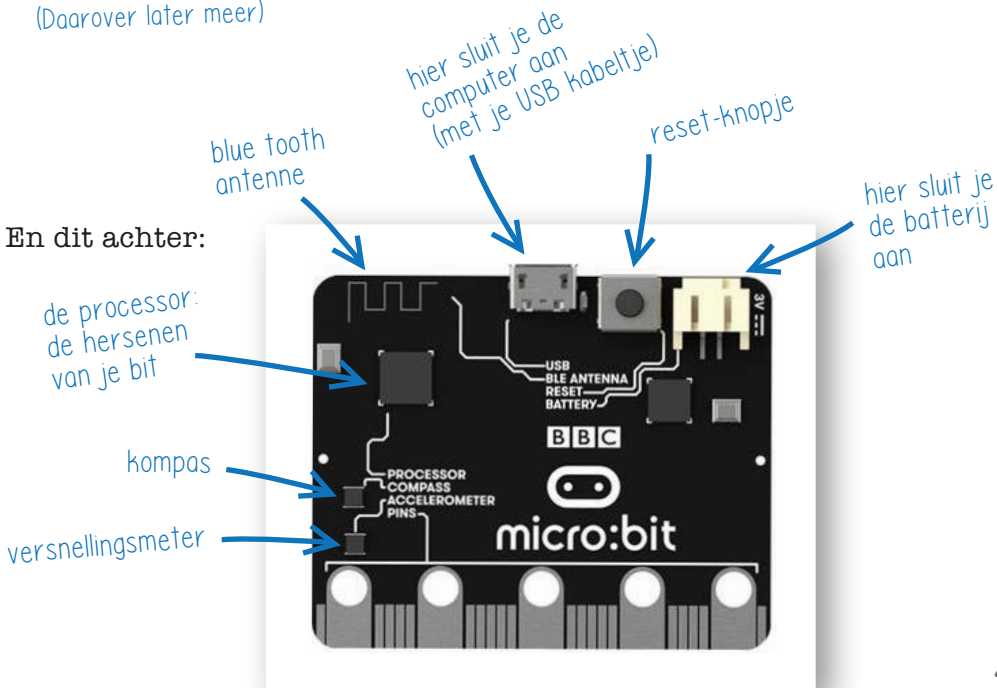 (Daarover later meer)
hier sluit je de
computer aan
(met je USB kabeltje)
reset-knopje
blue tooth
antenne
hier sluit je
de batterij
aan
En dit achter:
de processor:
de hersenen
van je bit
kompas
versnellingsmeter
3V
USB
BLE ANTENNA
RESET
BATTERY
BBC
PROCESSOR
COMPASS
ACCELEROMETER
PINS
micro:bit